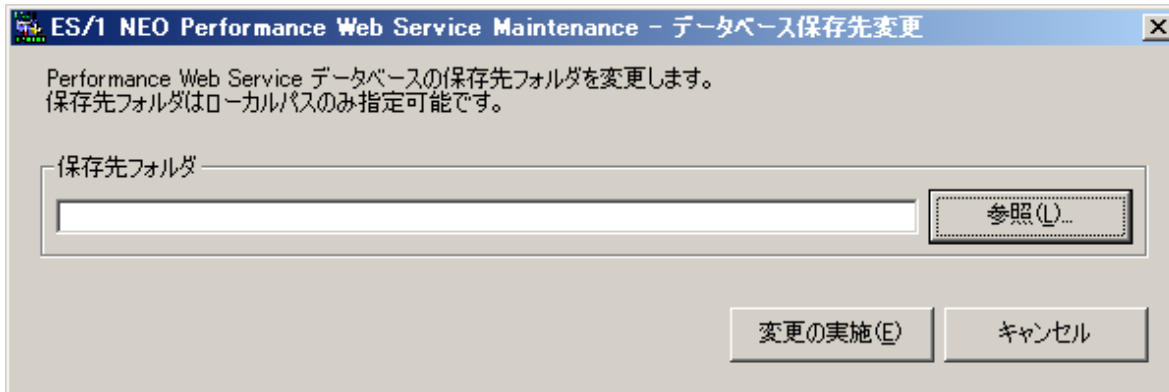 ES/1 NEO Performance Web Service Maintenance - データベース保存先変更
Performance Web Service データベースの保存先フォルダを変更します。
保存先フォルダはローカルパスのみ指定可能です。
保存先フォルダ
参照(L)...
変更の実施(E)
キャンセル